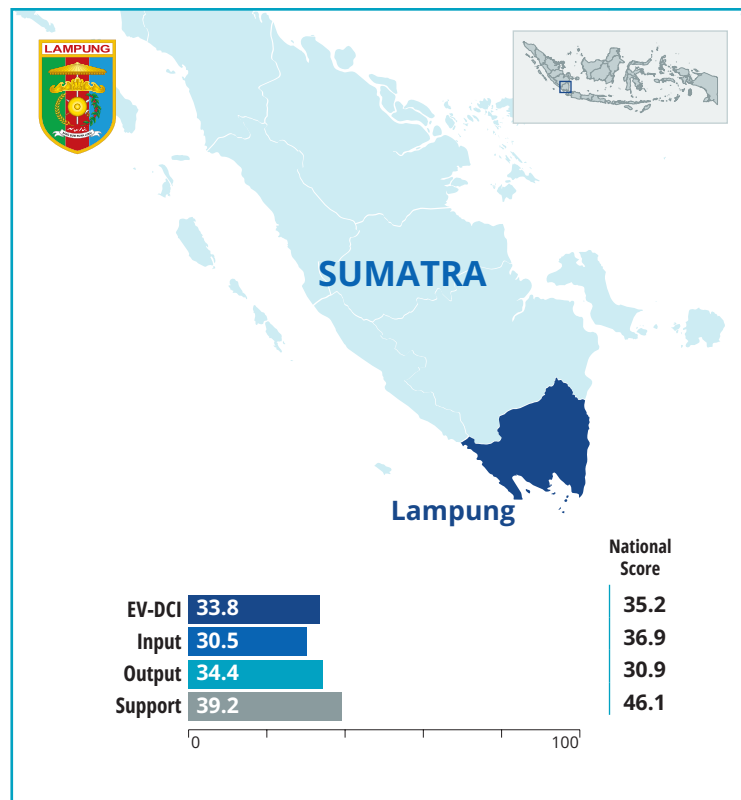 LAMPUNG
SUMATRA
Lampung
National
Score
EV-DCI 33.8 35.2
Input 30.5 36.9
Output 34.4 30.9
Support 39.2 46.1
0 100